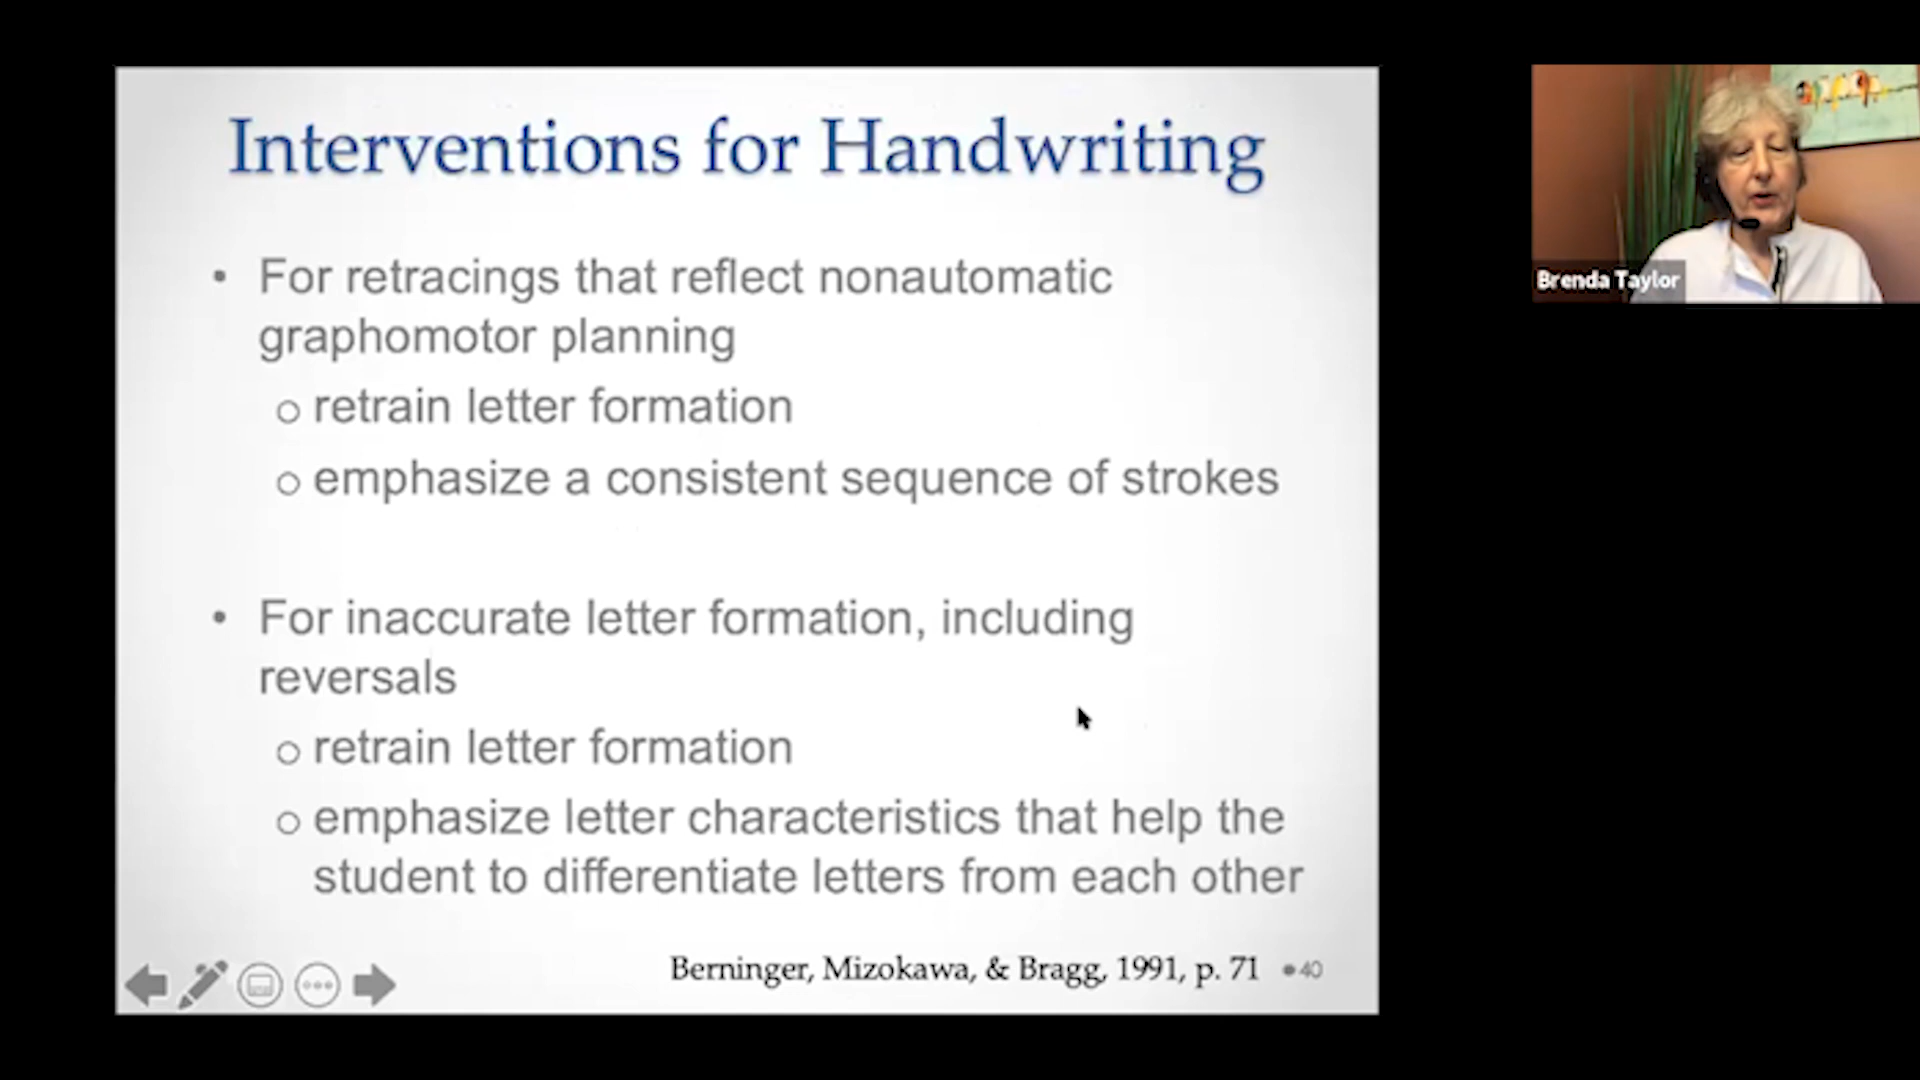 Interventions for Handwriting
• For retracings that reflect nonautomatic
graphomotor planning
o retrain letter formation
o emphasize a consistent sequence of strokes
• For inaccurate letter formation, including
reversals
o retrain letter formation
o emphasize letter characteristics that help the
student to differentiate letters from each other
Berninger, Mizokawa, & Bragg, 1991, p. 71 •40
Brenda Taylor